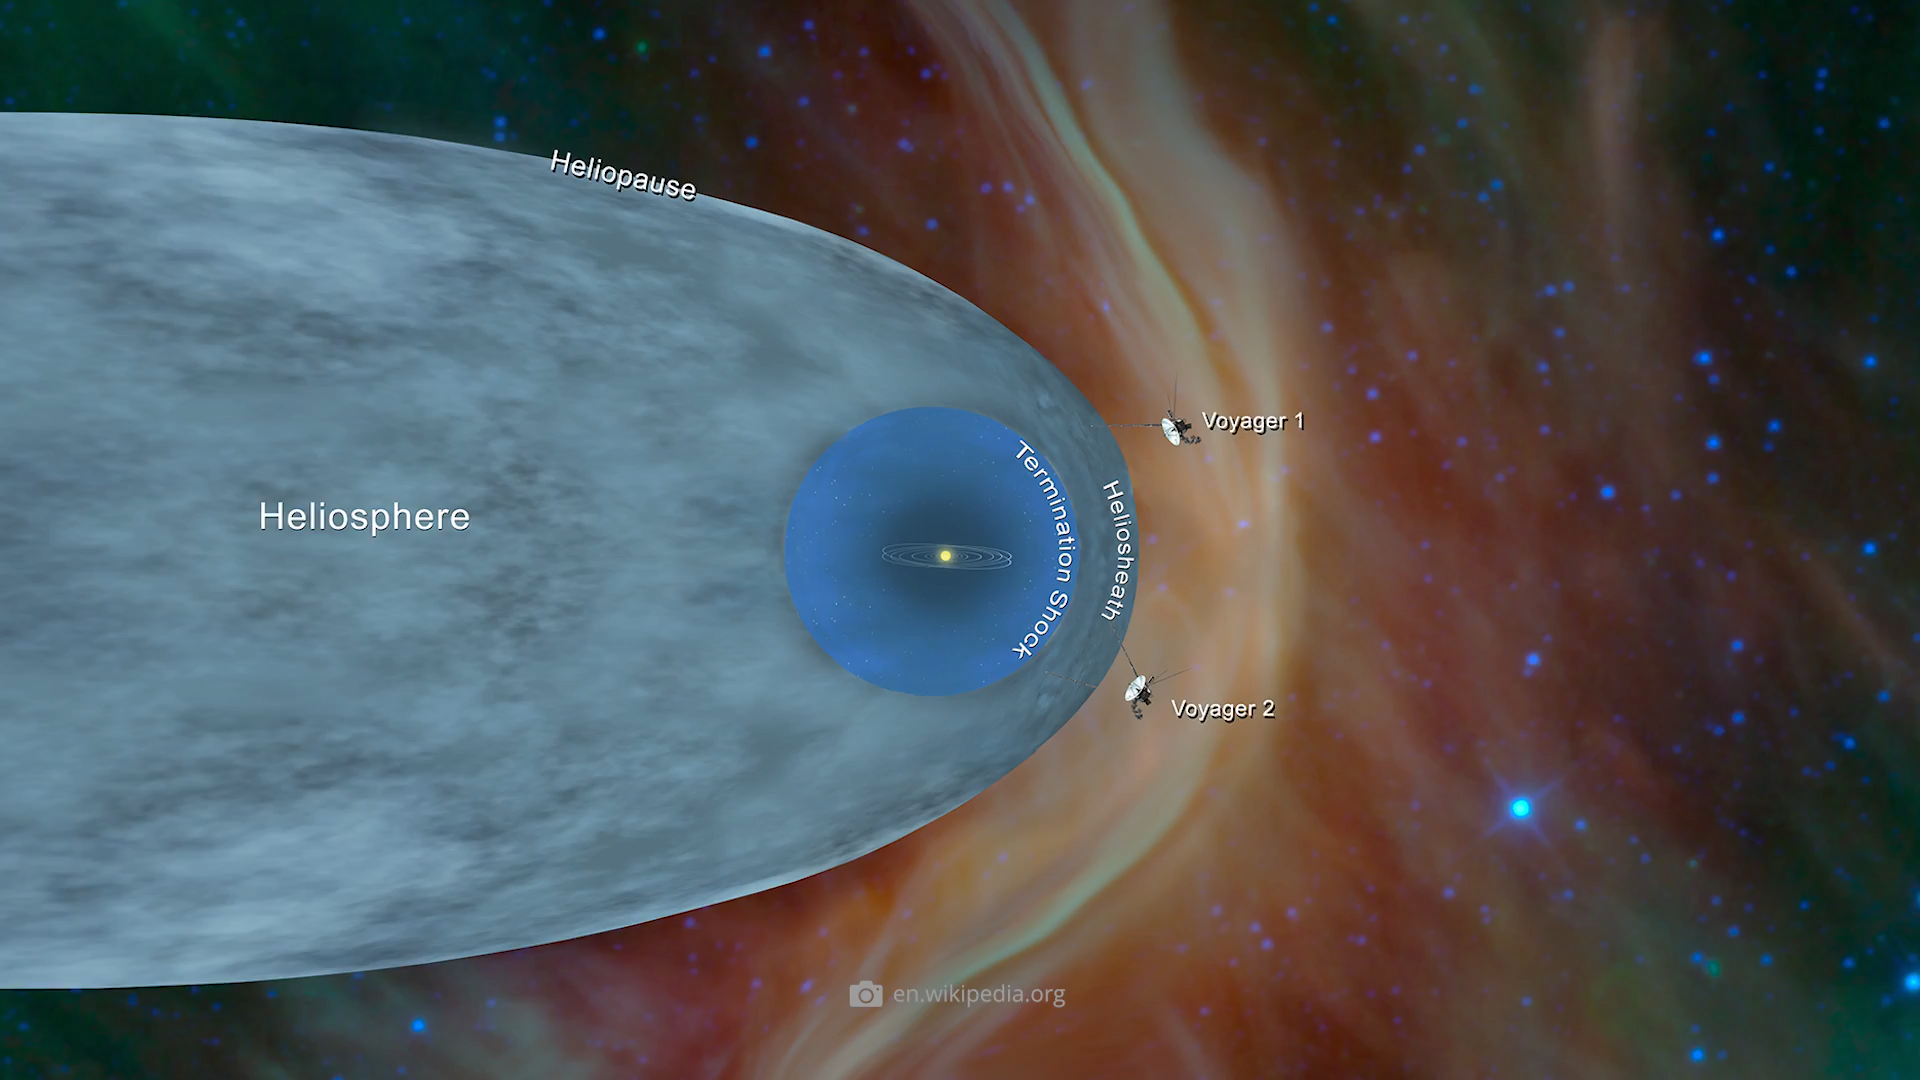 Heliopause
Voyager 1
Termination Shock
Heliosheath
Heliosphere
Voyager 2
en.wikipedia.org